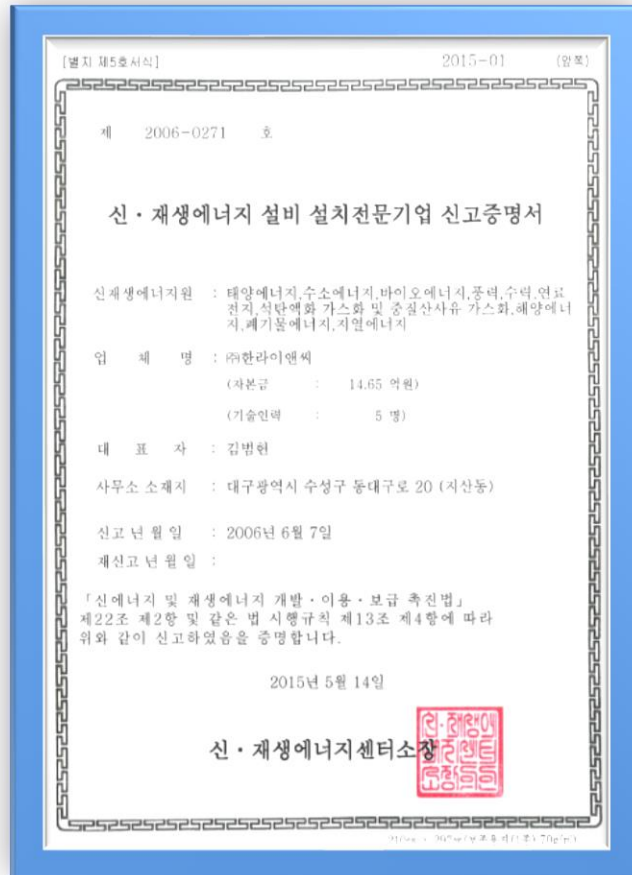 [별지 제5호서식] 2015-01 (앞쪽)
제 2006-0271 호
신·재생에너지 설비 설치전문기업 신고증명서
신재생에너지원 : 태양에너지,수소에너지,바이오에너지,풍력,수력,연료
전지,석탄액화 가스화 및 중질산사유 가스화,해양에너
지,폐기물에너지,지열에너지
업 체 명 : ㈜한라이앤씨
(자본금 : 14.65 억원)
(기술인력 : 5 명)
대 표 자 : 김범헌
사무소 소재지 : 대구광역시 수성구 동대구로 20 (지산동)
신고 년 월 일 : 2006년 6월 7일
재신고 년 월 일 :
「신에너지 및 재생에너지 개발·이용·보급 촉진법」
제22조 제2항 및 같은 법 시행규칙 제13조 제4항에 따라
위와 같이 신고하였음을 증명합니다.
2015년 5월 14일
신·재생에너지센터소장